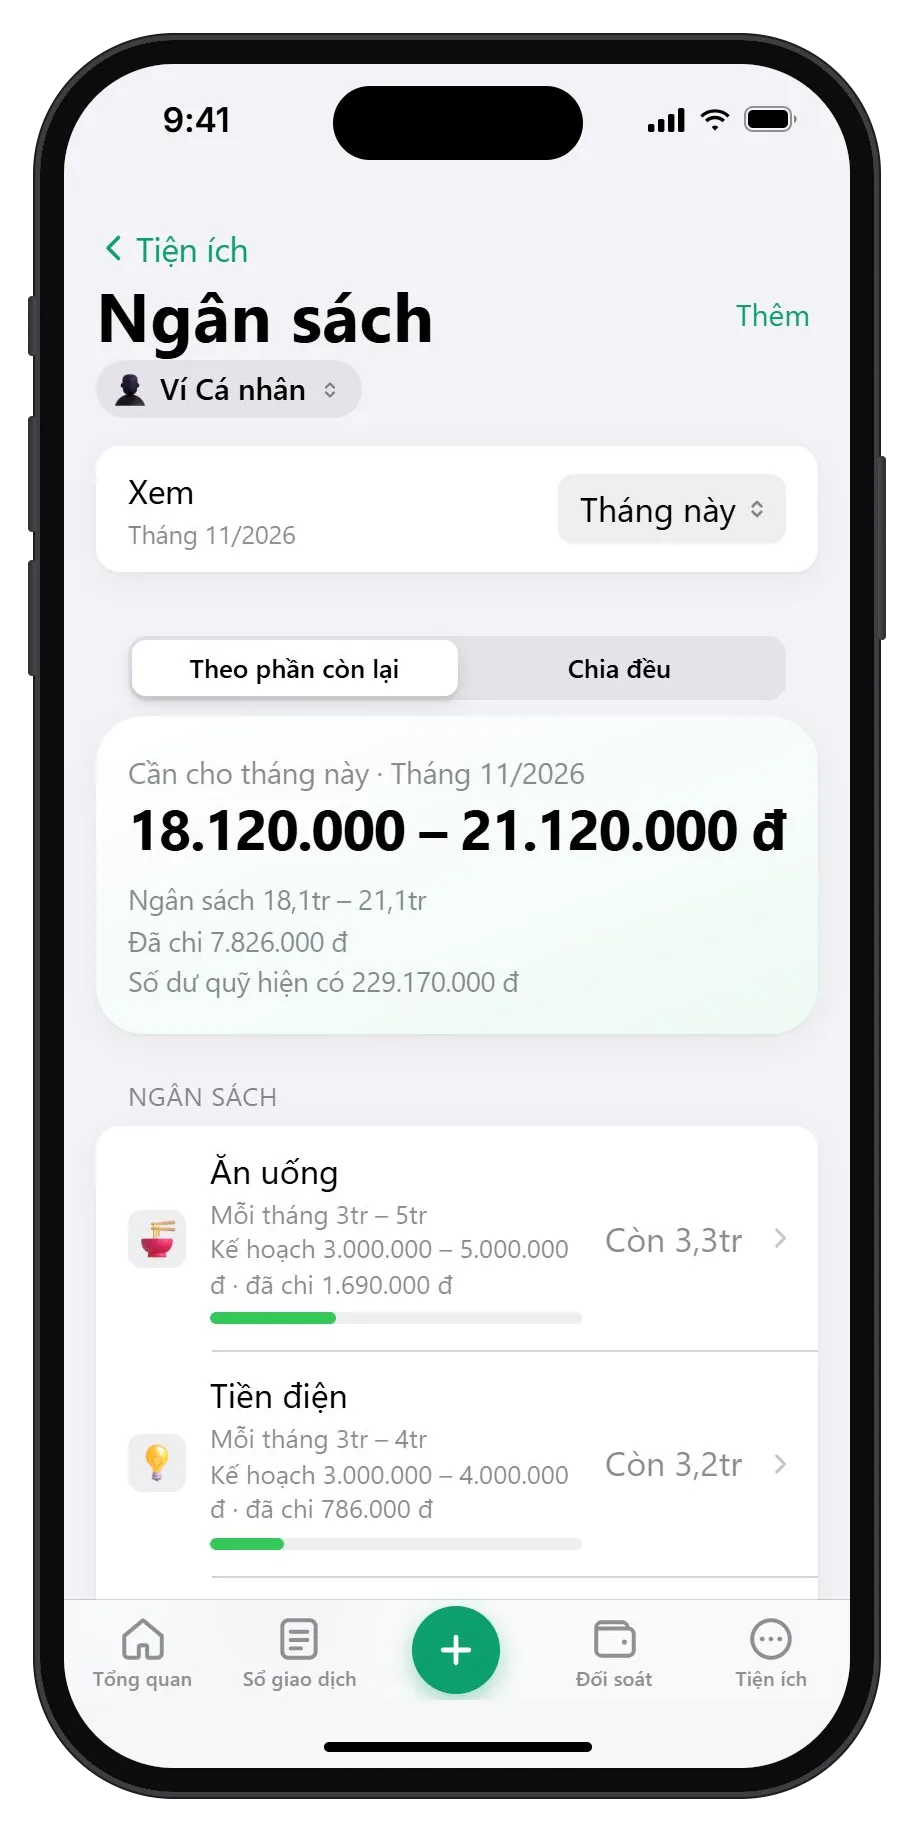 9:41
Tiện ích
Ngân sách
Thêm
Ví Cá nhân
Xem
Tháng 11/2026
Tháng này
Theo phần còn lại
Chia đều
Cần cho tháng này · Tháng 11/2026
18.120.000 – 21.120.000 đ
Ngân sách 18,1tr – 21,1tr
Đã chi 7.826.000 đ
Số dư quỹ hiện có 229.170.000 đ
NGÂN SÁCH
Ăn uống
Mỗi tháng 3tr – 5tr
Kế hoạch 3.000.000 – 5.000.000
đ · đã chi 1.690.000 đ
Còn 3,3tr
Tiền điện
Mỗi tháng 3tr – 4tr
Kế hoạch 3.000.000 – 4.000.000
đ · đã chi 786.000 đ
Còn 3,2tr
Tổng quan
Sổ giao dịch
Đối soát
Tiện ích